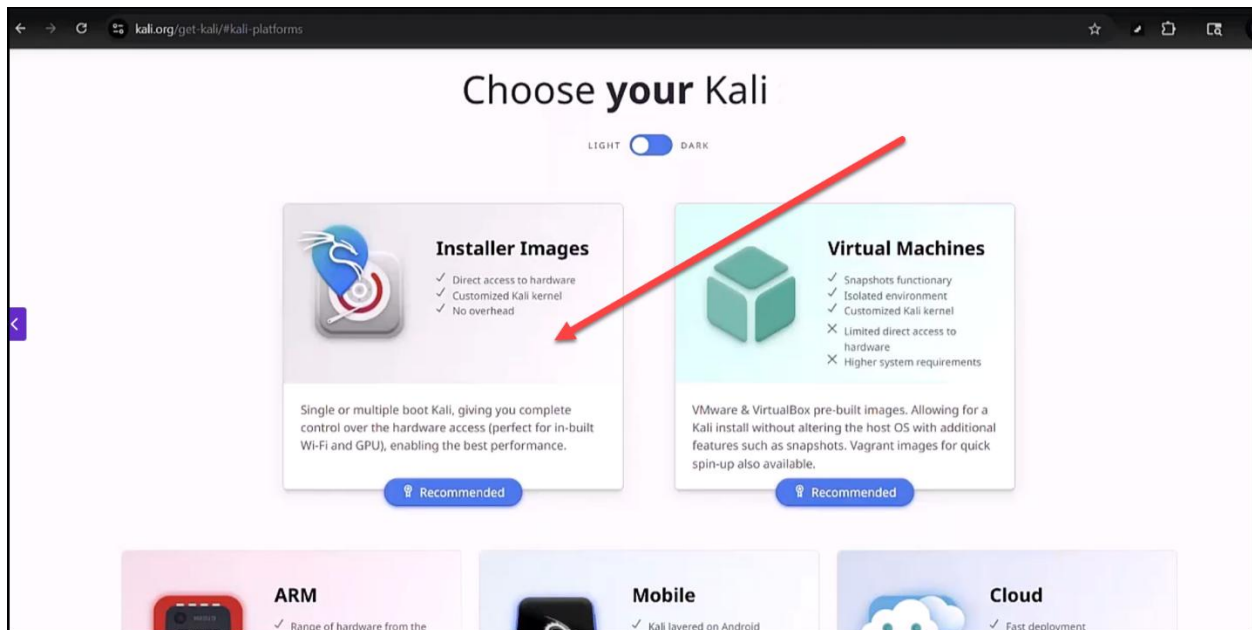 kali.org/get-kali/#kali-platforms
Choose your Kali
LIGHT DARK
Installer Images
Direct access to hardware
Customized Kali kernel
No overhead
Single or multiple boot Kali, giving you complete
control over the hardware access (perfect for in-built
Wi-Fi and GPU), enabling the best performance.
Recommended
Virtual Machines
Snapshots functionary
Isolated environment
Customized Kali kernel
Limited direct access to
hardware
Higher system requirements
VMware & VirtualBox pre-built images. Allowing for a
Kali install without altering the host OS with additional
features such as snapshots. Vagrant images for quick
spin-up also available.
Recommended
ARM
Range of hardware from the
Mobile
Kali layered on Android
Cloud
Fast deployment